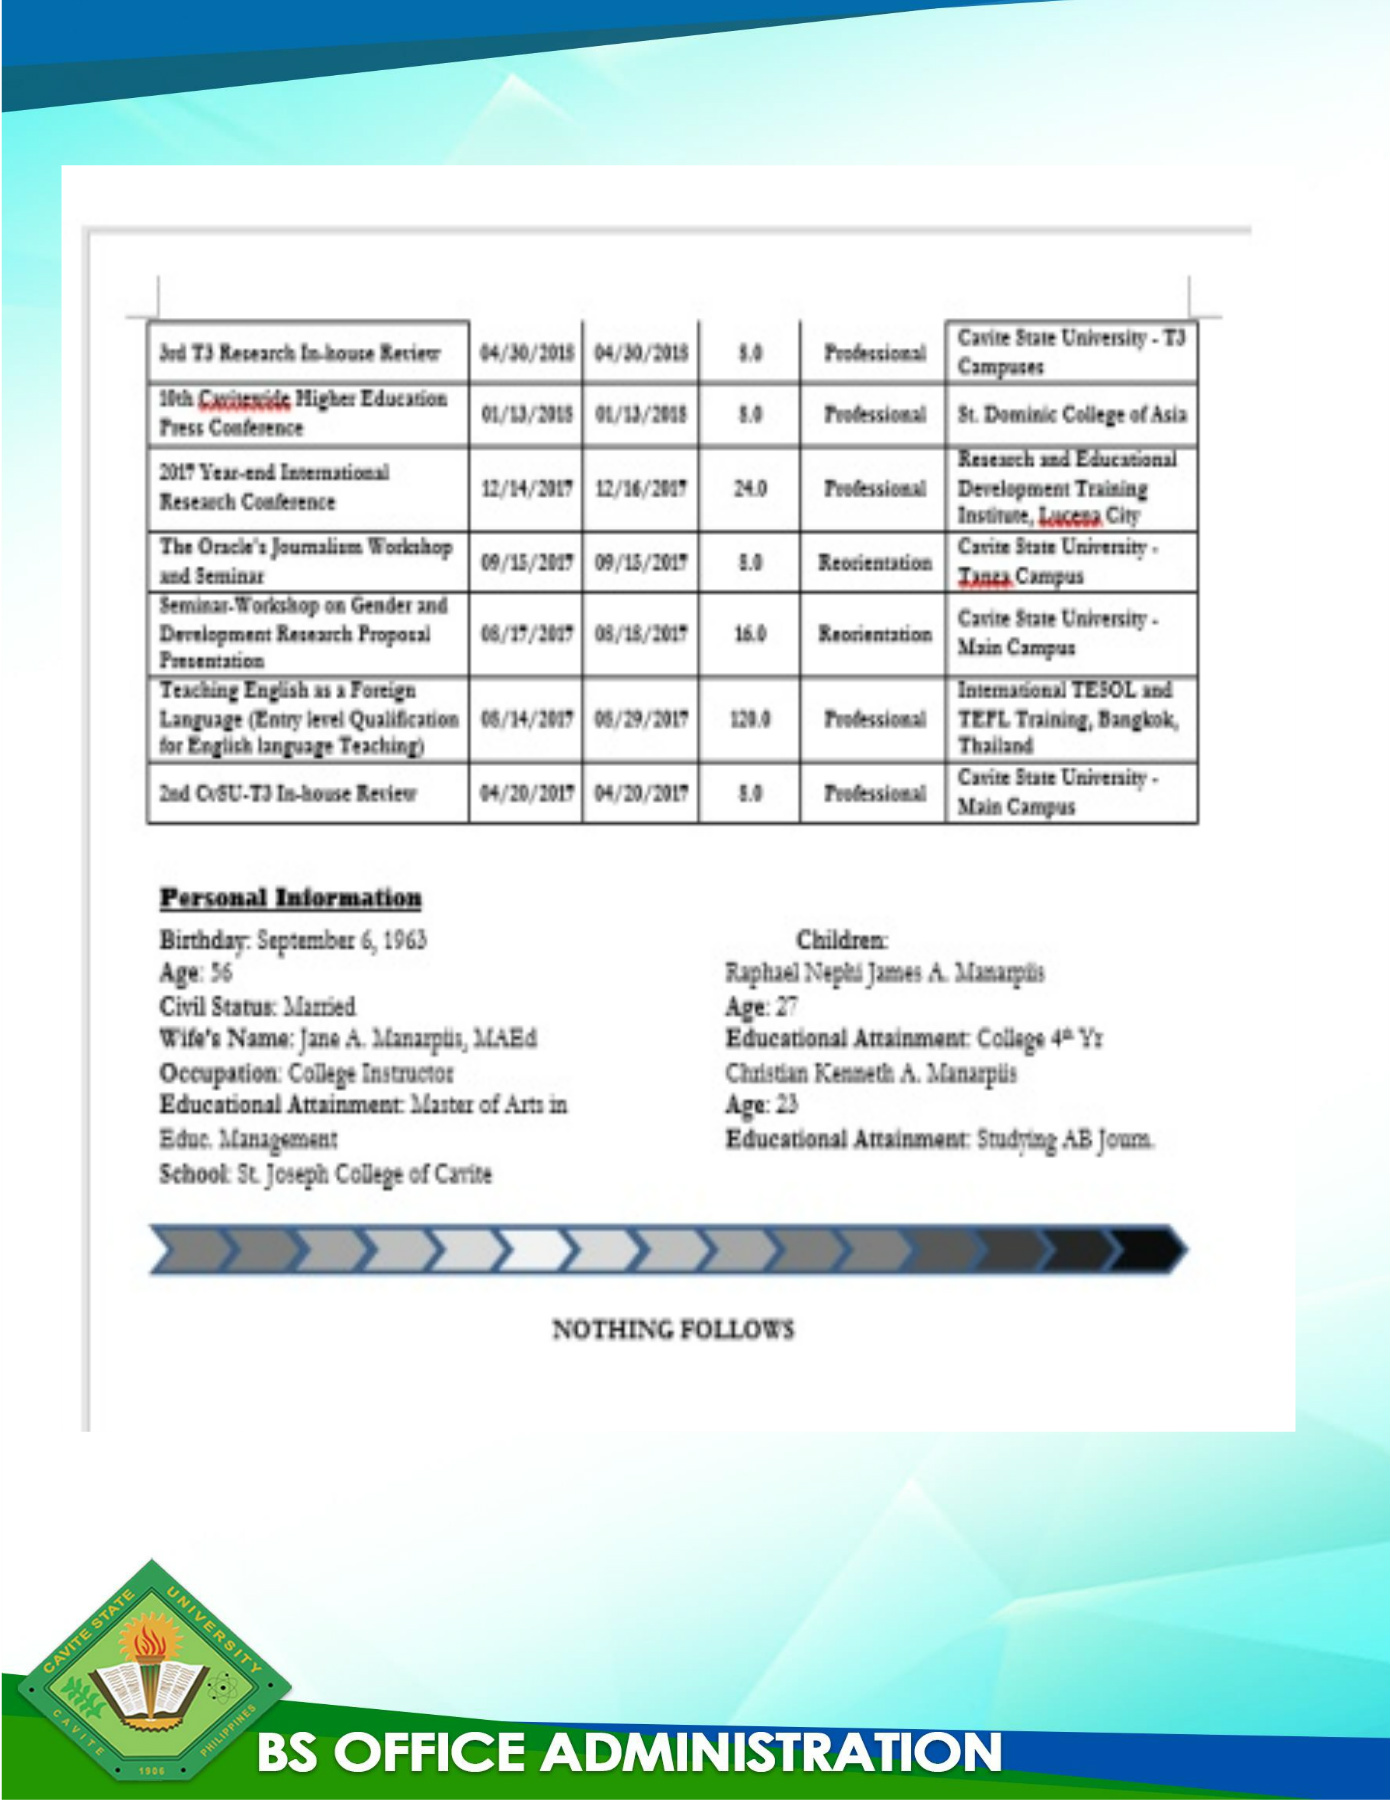 3rd T3 Research In-house Review 04/30/2018 04/30/2018 8.0 Professional Cavite State University - T3
Campuses
10th Cavitewide Higher Education
Press Conference 01/13/2018 01/13/2018 8.0 Professional St. Dominic College of Asia
2017 Year-end International
Research Conference 12/14/2017 12/16/2017 24.0 Professional Research and Educational
Development Training
Institute, Lucena City
The Oracle's Journalism Workshop
and Seminar 09/15/2017 09/15/2017 8.0 Reorientation Cavite State University -
Tanza Campus
Seminar-Workshop on Gender and
Development Research Proposal
Presentation 08/17/2017 08/18/2017 16.0 Reorientation Cavite State University -
Main Campus
Teaching English as a Foreign
Language (Entry level Qualification
for English language Teaching) 08/14/2017 08/29/2017 120.0 Professional International TESOL and
TEFL Training, Bangkok,
Thailand
2nd CvSU-T3 In-house Review 04/20/2017 04/20/2017 8.0 Professional Cavite State University -
Main Campus
Personal Information
Birthday: September 6, 1963
Age: 56
Civil Status: Married
Wife's Name: Jane A. Manarpiis, MAEd
Occupation: College Instructor
Educational Attainment: Master of Arts in
Educ. Management
School: St. Joseph College of Cavite
Children:
Raphael Nephi James A. Manarpiis
Age: 27
Educational Attainment: College 4th Yr
Christian Kenneth A. Manarpiis
Age: 23
Educational Attainment: Studying AB Journ.
NOTHING FOLLOWS
CAVITE STATE UNIVERSITY
CAVITE
PHILIPPINES
1906
BS OFFICE ADMINISTRATION